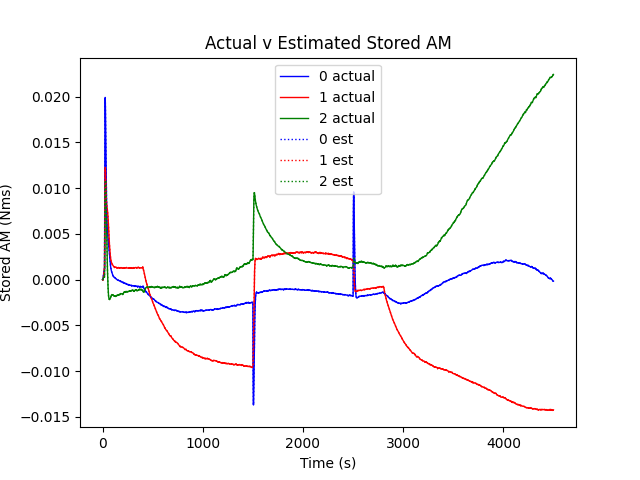 Actual v Estimated Stored AM
0 actual
1 actual
2 actual
0 est
1 est
2 est
Stored AM (Nms)
0.020
0.015
0.010
0.005
0.000
−0.005
−0.010
−0.015
0
1000
2000
3000
4000
Time (s)